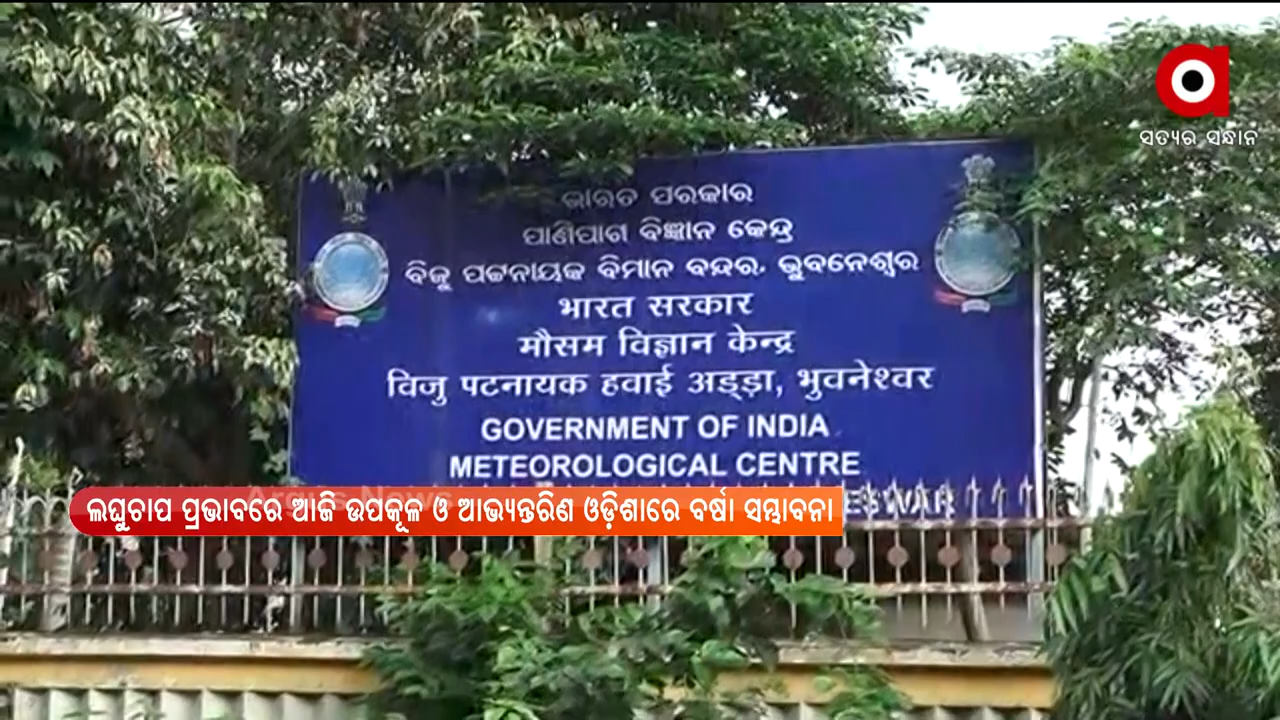 ସତ୍ୟର ସନ୍ଧାନ
ଭାରତ ସରକାର
ପାଣିପାଗ ବିଜ୍ଞାନ କେନ୍ଦ୍ର
ବିଜୁ ପଟ୍ଟନାୟକ ବିମାନ ବନ୍ଦର, ଭୁବନେଶ୍ୱର
भारत सरकार
मौसम विज्ञान केन्द्र
विजु पटनायक हवाई अड्ड़ा, भुवनेश्वर
GOVERNMENT OF INDIA
METEOROLOGICAL CENTRE
Argus News
ଲଘୁଚାପ ପ୍ରଭାବରେ ଆଜି ଉପକୂଳ ଓ ଆଭ୍ୟନ୍ତରିଣ ଓଡ଼ିଶାରେ ବର୍ଷା ସମ୍ଭାବନା